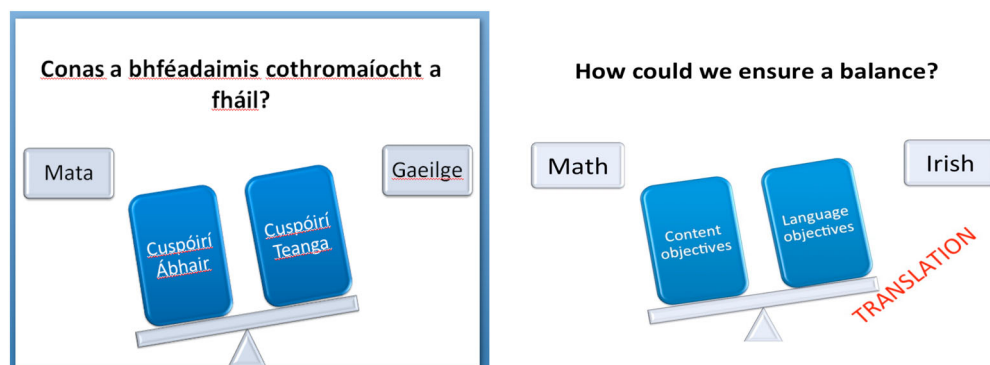 Conas a bhféadaimis cothromaíocht a
fháil?
Mata
Gaeilge
Cuspóirí
Ábhair
Cuspóirí
Teanga
How could we ensure a balance?
Math
Irish
Content
objectives
Language
objectives
TRANSLATION